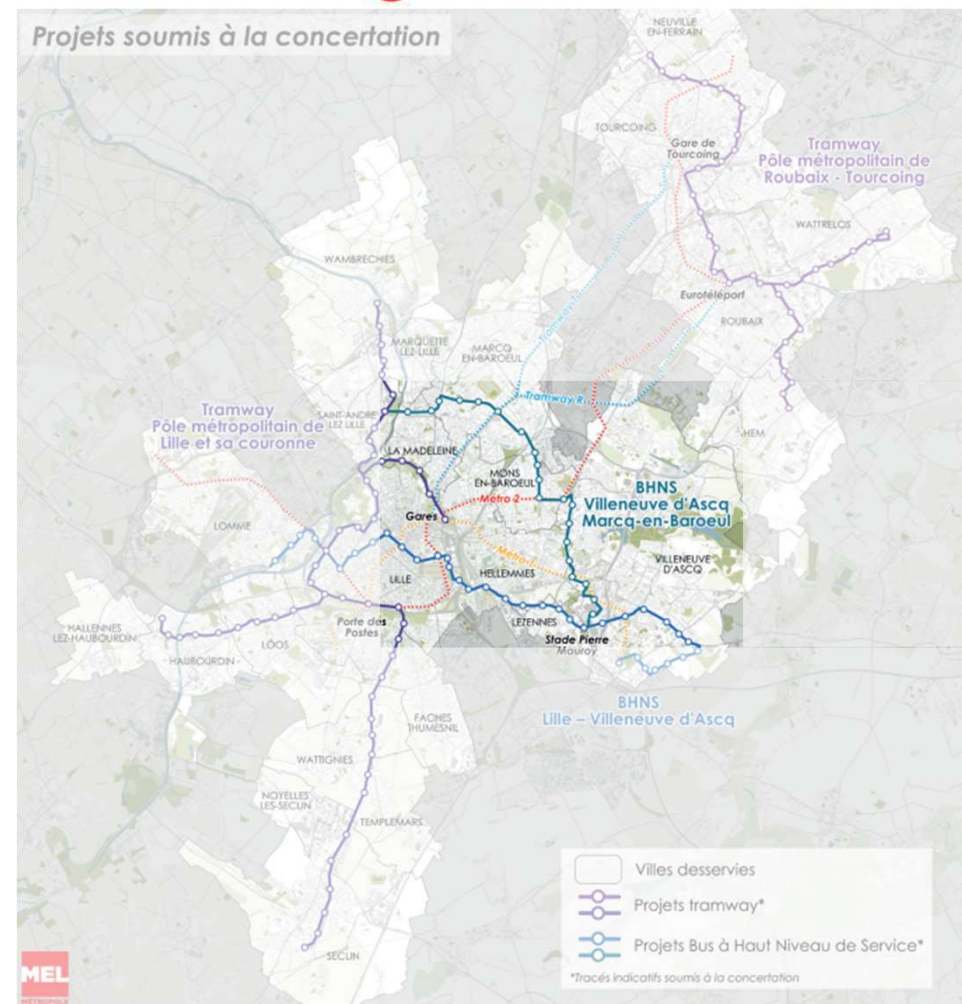 Projets soumis à la concertation
NEUVILLE
EN-FERRAIN
TOURCOING
Gare de
Tourcoing
Tramway
Pôle métropolitain de
Roubaix - Tourcoing
WATTRELOS
WAMBRECHIES
Eurotéléport
ROUBAIX
Tramway T
MARQUETTE
LEZ-LILLE
MARCQ
EN-BAROEUL
Tramway R
Tramway
Pôle métropolitain de
Lille et sa couronne
SAINT-ANDRE
LEZ LILLE
HEM
LA MADELEINE
MONS
EN-BAROEUL
BHNS
Villeneuve d'Ascq
Marcq-en-Baroeul
Métro 2
Gares
LOMME
Métro 1
VILLENEUVE
D'ASCQ
LILLE
HELLEMMES
HALLENNES
LEZ-HAUBOURDIN
Porte des
Postes
LEZENNES
Stade Pierre
Mauroy
LOOS
HAUBOURDIN
BHNS
Lille – Villeneuve d'Ascq
FACHES
THUMESNIL
WATTIGNIES
NOYELLES
LES-SECLIN
TEMPLEMARS
SECLIN
Villes desservies
Projets tramway*
Projets Bus à Haut Niveau de Service*
*Tracés indicatifs soumis à la concertation
MEL
MÉTROPOLE